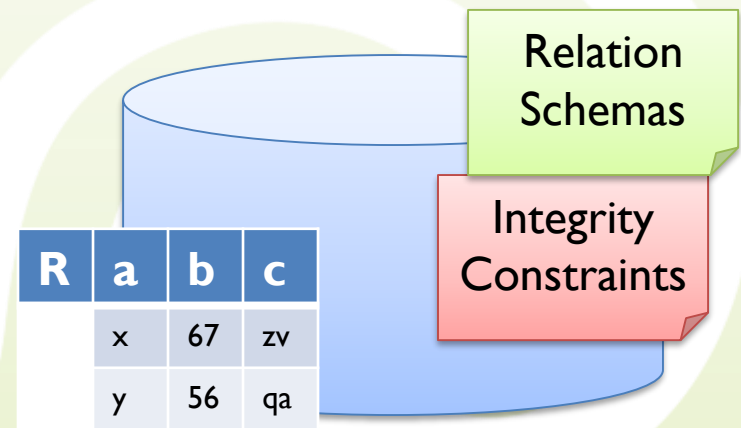 Relation
Schemas
Integrity
Constraints
R a b c
x 67 zv
y 56 qa